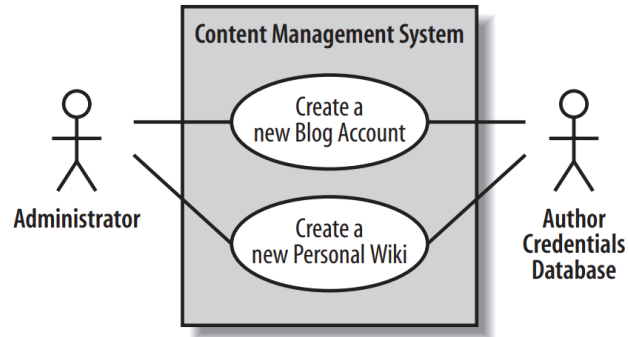 Content Management System
Create a
new Blog Account
Administrator
Create a
new Personal Wiki
Author
Credentials
Database